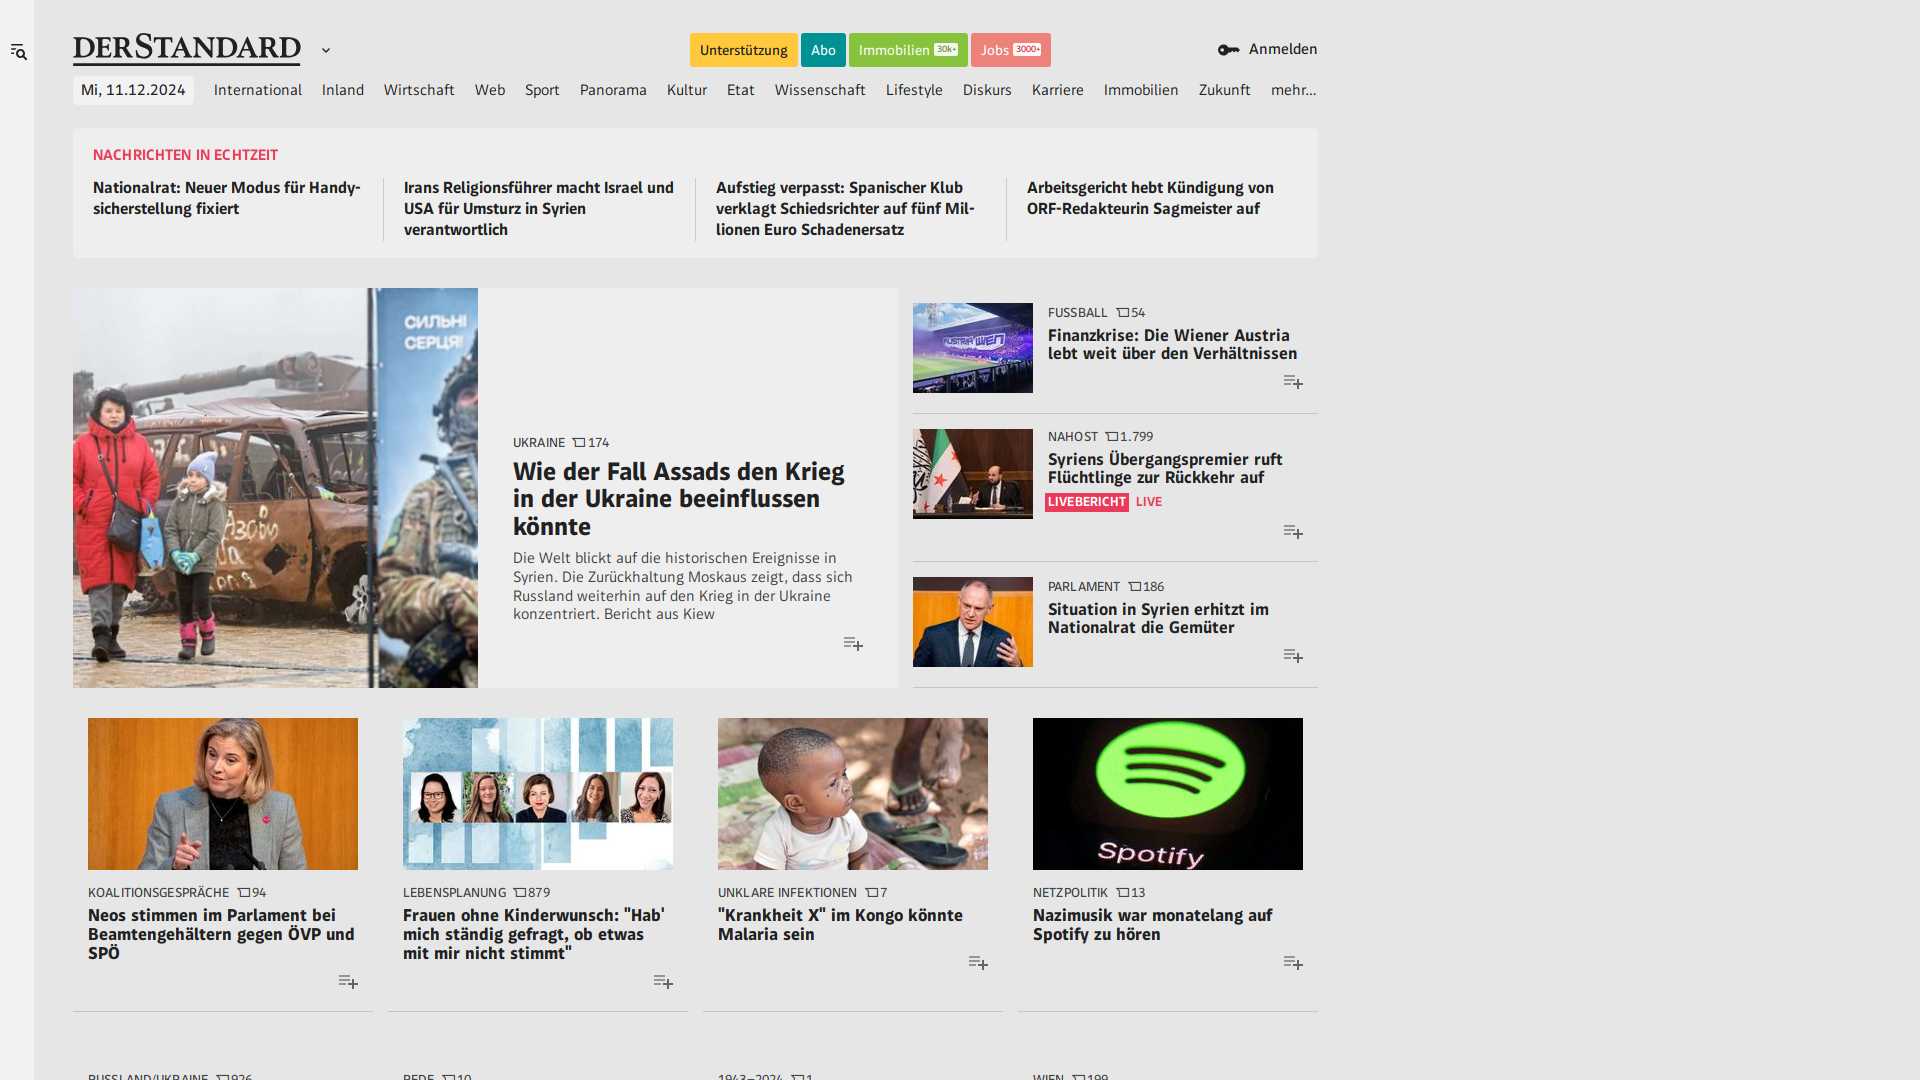 DERSTANDARD
Unterstützung
Abo
Immobilien 30k+
Jobs 3000+
Anmelden
Mi, 11.12.2024
International
Inland
Wirtschaft
Web
Sport
Panorama
Kultur
Etat
Wissenschaft
Lifestyle
Diskurs
Karriere
Immobilien
Zukunft
mehr...
NACHRICHTEN IN ECHTZEIT
Nationalrat: Neuer Modus für Handy-
sicherstellung fixiert
Irans Religionsführer macht Israel und
USA für Umsturz in Syrien
verantwortlich
Aufstieg verpasst: Spanischer Klub
verklagt Schiedsrichter auf fünf Mil-
lionen Euro Schadenersatz
Arbeitsgericht hebt Kündigung von
ORF-Redakteurin Sagmeister auf
СИЛЬНІ
СЕРЦЯ!
UKRAINE 174
Wie der Fall Assads den Krieg
in der Ukraine beeinflussen
könnte
Die Welt blickt auf die historischen Ereignisse in
Syrien. Die Zurückhaltung Moskaus zeigt, dass sich
Russland weiterhin auf den Krieg in der Ukraine
konzentriert. Bericht aus Kiew
AUSTRIA WIEN
FUSSBALL 54
Finanzkrise: Die Wiener Austria
lebt weit über den Verhältnissen
NAHOST 1.799
Syriens Übergangspremier ruft
Flüchtlinge zur Rückkehr auf
LIVEBERICHT LIVE
PARLAMENT 186
Situation in Syrien erhitzt im
Nationalrat die Gemüter
KOALITIONSGESPRÄCHE 94
Neos stimmen im Parlament bei
Beamtengehältern gegen ÖVP und
SPÖ
LEBENSPLANUNG 879
Frauen ohne Kinderwunsch: "Hab'
mich ständig gefragt, ob etwas
mit mir nicht stimmt"
UNKLARE INFEKTIONEN 7
"Krankheit X" im Kongo könnte
Malaria sein
Spotify
NETZPOLITIK 13
Nazimusik war monatelang auf
Spotify zu hören
RUSSLAND/UKRAINE 926
REDE 10
1943–2024 1
WIEN 199